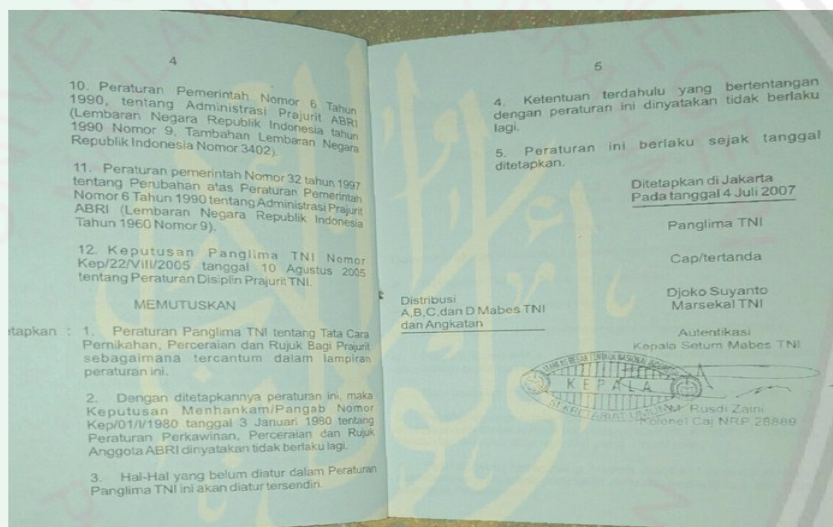 4
10. Peraturan Pemerintah Nomor 6 Tahun
1990, tentang Administrasi Prajurit ABRI
(Lembaran Negara Republik Indonesia tahun
1990 Nomor 9, Tambahan Lembaran Negara
Republik Indonesia Nomor 3402).
11. Peraturan pemerintah Nomor 32 tahun 1997
tentang Perubahan atas Peraturan Pemerintah
Nomor 6 Tahun 1990 tentang Administrasi Prajurit
ABRI (Lembaran Negara Republik Indonesia
Tahun 1960 Nomor 9).
12. Keputusan Panglima TNI Nomor
Kep/22/VIII/2005 tanggal 10 Agustus 2005
tentang Peraturan Disiplin Prajurit TNI.
MEMUTUSKAN
etapkan : 1. Peraturan Panglima TNI tentang Tata Cara
Pernikahan, Perceraian dan Rujuk Bagi Prajurit
sebagaimana tercantum dalam lampiran
peraturan ini.
2. Dengan ditetapkannya peraturan ini, maka
Keputusan Menhankam/Pangab Nomor
Kep/01/I/1980 tanggal 3 Januari 1980 tentang
Peraturan Perkawinan, Perceraian dan Rujuk
Anggota ABRI dinyatakan tidak berlaku lagi.
3. Hal-Hal yang belum diatur dalam Peraturan
Panglima TNI ini akan diatur tersendiri.
5
4. Ketentuan terdahulu yang bertentangan
dengan peraturan ini dinyatakan tidak berlaku
lagi.
5. Peraturan ini berlaku sejak tanggal
ditetapkan.
Ditetapkan di Jakarta
Pada tanggal 4 Juli 2007
Panglima TNI
Cap/tertanda
Djoko Suyanto
Marsekal TNI
Distribusi
A,B,C,dan D Mabes TNI
dan Angkatan
Autentikasi
Kepala Setum Mabes TNI
KEPALA
SEKRETARIAT UMUM
Rusdi Zaini
Kolonel Caj NRP 28889